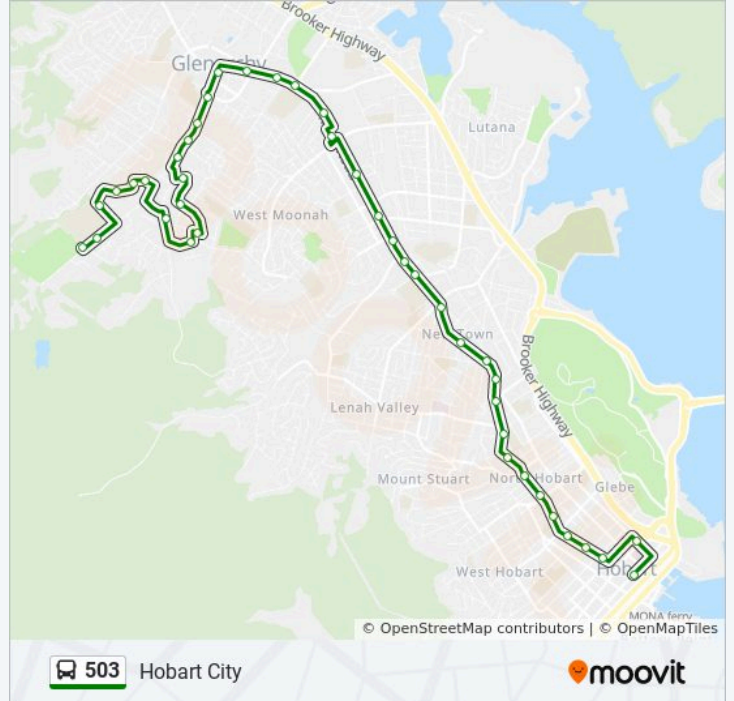 Brooker Highway
Glenorchy
Lutana
West Moonah
New Town
Brooker Highway
Lenah Valley
Mount Stuart
North Hobart
Glebe
West Hobart
Hobart
MONA ferry
© OpenStreetMap contributors | © OpenMapTiles
503 Hobart City
moovit